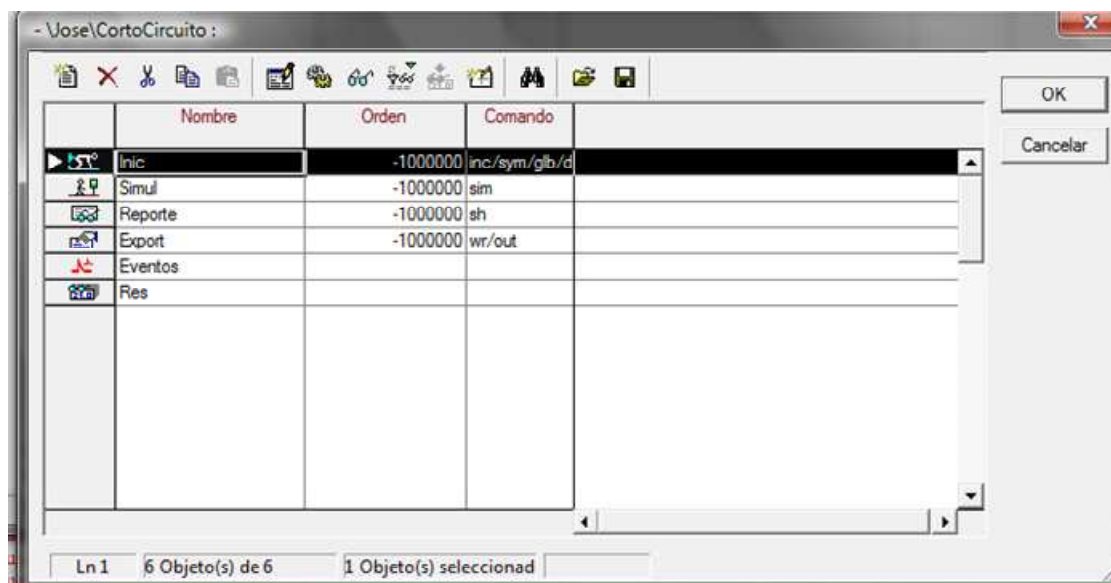 - \Jose\CortoCircuito :
OK
Cancelar
Nombre Orden Comando
Inic -1000000 inc/sym/glb/d
Simul -1000000 sim
Reporte -1000000 sh
Export -1000000 wr/out
Eventos
Res
Ln 1 6 Objeto(s) de 6 1 Objeto(s) seleccionad